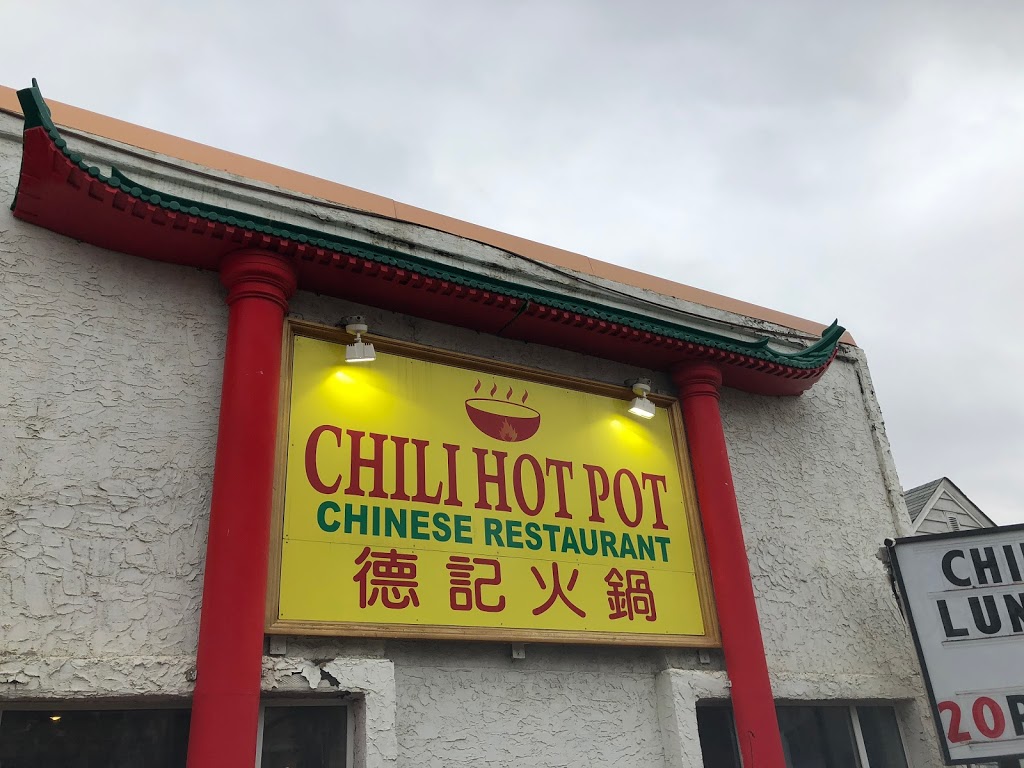 CHILI HOT POT
CHINESE RESTAURANT
德記火鍋
CHI
LUN
20